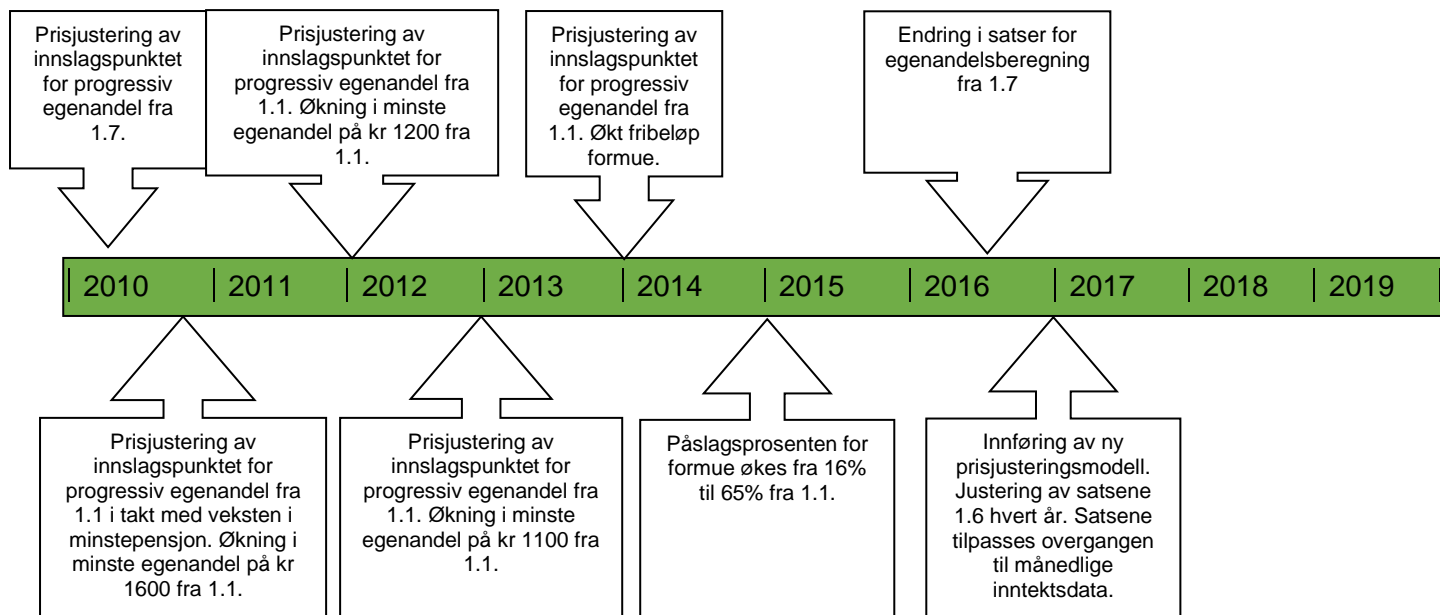 Prisjustering av
innslagspunktet
for progressiv
egenandel fra
1.7.
Prisjustering av
innslagspunktet for
progressiv egenandel fra
1.1. Økning i minste
egenandel på kr 1200 fra
1.1.
Prisjustering av
innslagspunktet
for progressiv
egenandel fra
1.1. Økt fribeløp
formue.
Endring i satser for
egenandelsberegning
fra 1.7
2010 2011 2012 2013 2014 2015 2016 2017 2018 2019
Prisjustering av
innslagspunktet for
progressiv egenandel fra
1.1 i takt med veksten i
minstepensjon. Økning i
minste egenandel på kr
1600 fra 1.1.
Prisjustering av
innslagspunktet for
progressiv egenandel fra
1.1. Økning i minste
egenandel på kr 1100 fra
1.1.
Påslagsprosenten for
formue økes fra 16%
til 65% fra 1.1.
Innføring av ny
prisjusteringsmodell.
Justering av satsene
1.6 hvert år. Satsene
tilpasses overgangen
til månedlige
inntektsdata.